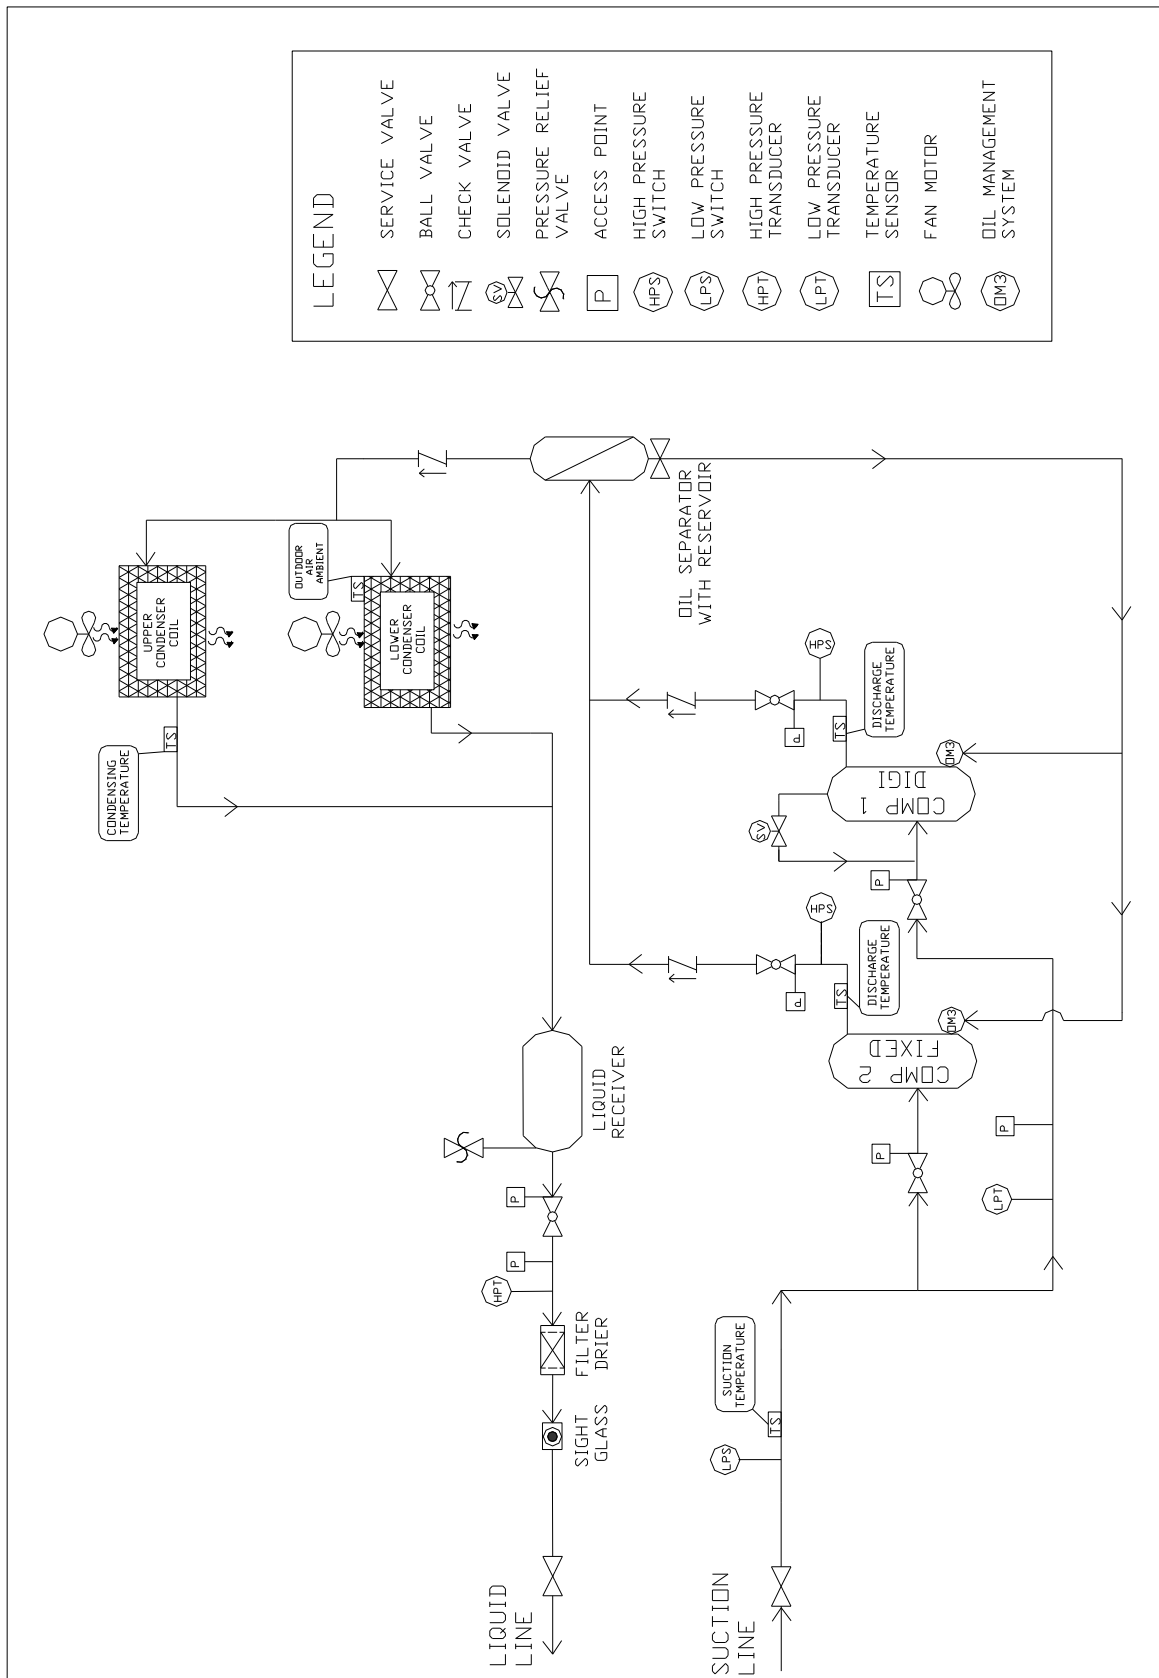 LEGEND
SERVICE VALVE
BALL VALVE
CHECK VALVE
SV
SOLENOID VALVE
PRESSURE RELIEF
VALVE
P
ACCESS POINT
HPS
HIGH PRESSURE
SWITCH
LPS
LOW PRESSURE
SWITCH
HPT
HIGH PRESSURE
TRANSDUCER
LPT
LOW PRESSURE
TRANSDUCER
TS
TEMPERATURE
SENSOR
FAN MOTOR
OM3
OIL MANAGEMENT
SYSTEM
CONDENSING
TEMPERATURE
TS
UPPER
CONDENSER
COIL
OUTDOOR
AIR
AMBIENT
TS
LOWER
CONDENSER
COIL
LIQUID
LINE
SIGHT
GLASS
FILTER
DRIER
HPT
P
P
LIQUID
RECEIVER
OIL SEPARATOR
WITH RESERVOIR
SUCTION
LINE
LPS
TS
SUCTION
TEMPERATURE
LPT
P
P
COMP 2
FIXED
OM3
TS
DISCHARGE
TEMPERATURE
P
HPS
P
SV
COMP 1
DIGI
OM3
TS
DISCHARGE
TEMPERATURE
P
HPS